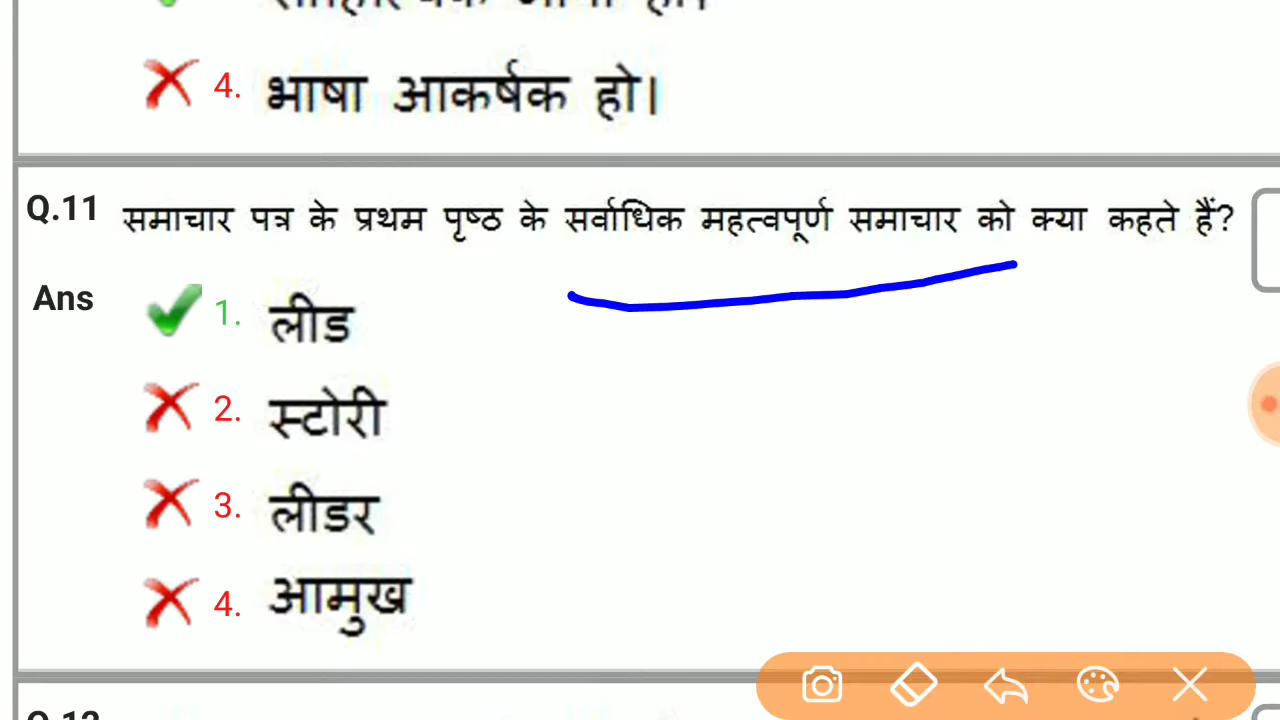 4. भाषा आकर्षक हो।
Q.11 समाचार पत्र के प्रथम पृष्ठ के सर्वाधिक महत्वपूर्ण समाचार को क्या कहते हैं?
Ans 1. लीड
2. स्टोरी
3. लीडर
4. आमुख